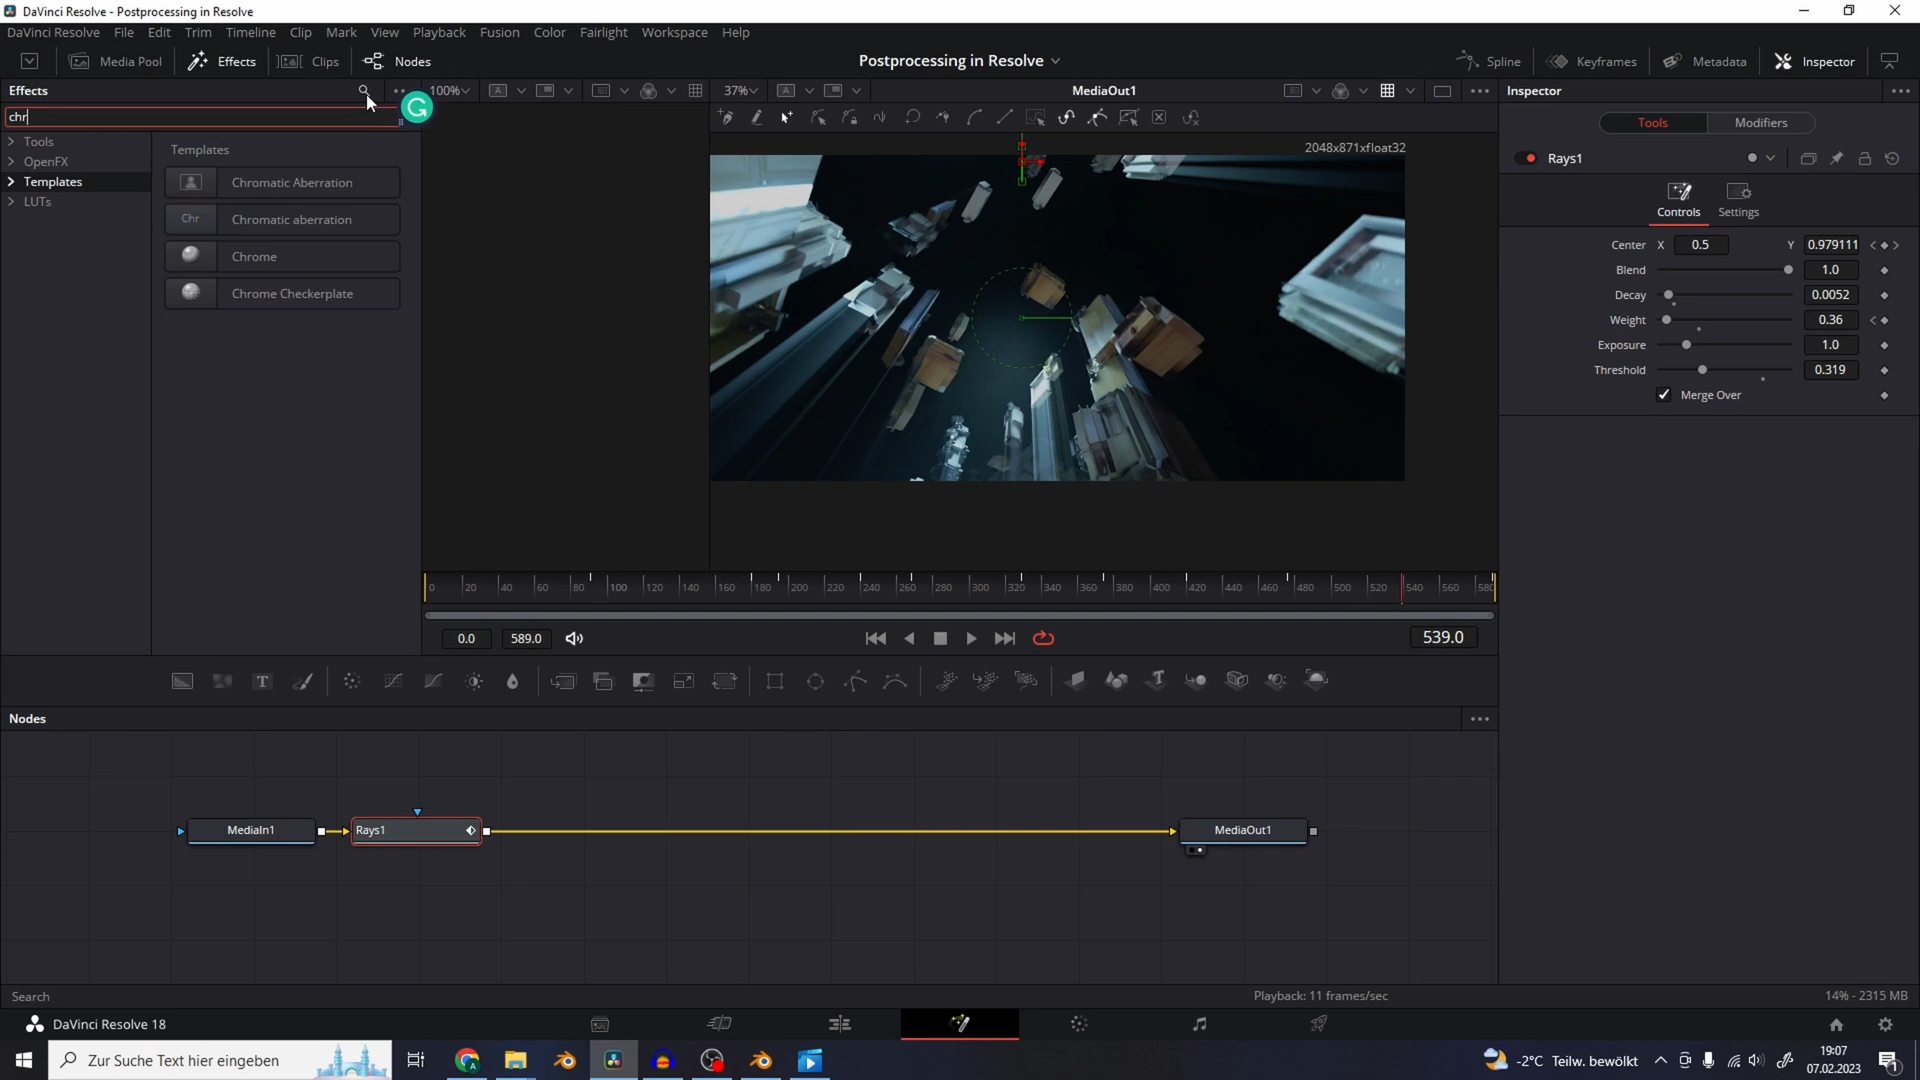 DaVinci Resolve - Postprocessing in Resolve
DaVinci Resolve File Edit Trim Timeline Clip Mark View Playback Fusion Color Fairlight Workspace Help
Media Pool Effects Clips Nodes Postprocessing in Resolve Spline Keyframes Metadata Inspector
Effects 100% 37% MediaOut1 Inspector
chr
Tools Modifiers
Tools
OpenFX
Templates
LUTs
Templates
Chromatic Aberration
Chr Chromatic aberration
Chrome
Chrome Checkerplate
2048x871xfloat32
Rays1
Controls Settings
Center X 0.5 Y 0.979111
Blend 1.0
Decay 0.0052
Weight 0.36
Exposure 1.0
Threshold 0.319
Merge Over
0 20 40 60 80 100 120 140 160 180 200 220 240 260 280 300 320 340 360 380 400 420 440 460 480 500 520 540 560 580
0.0 589.0 539.0
Nodes
MediaIn1 Rays1 MediaOut1
Search Playback: 11 frames/sec 14% - 2315 MB
DaVinci Resolve 18
Zur Suche Text hier eingeben
-2°C Teilw. bewölkt
19:07
07.02.2023
1